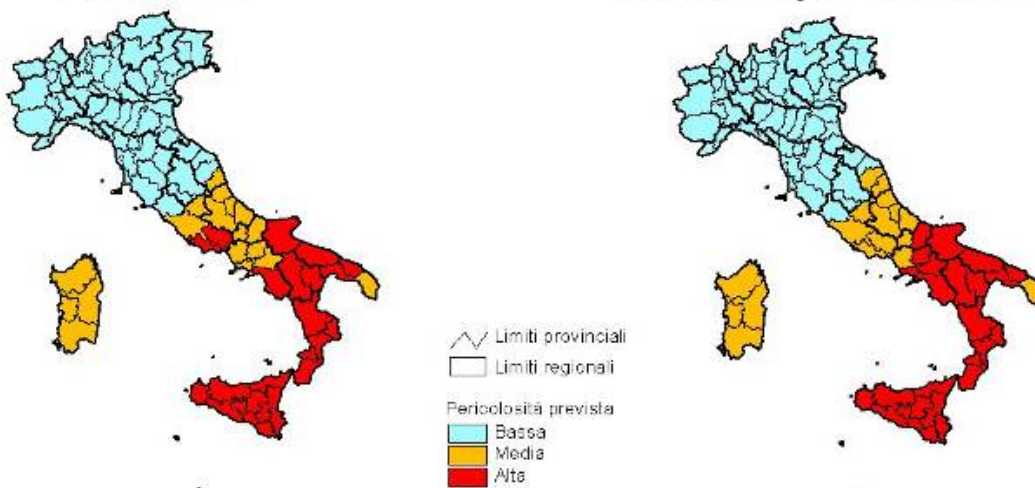 Limiti provinciali
Limiti regionali
Pericolosità prevista
Bassa
Media
Alta